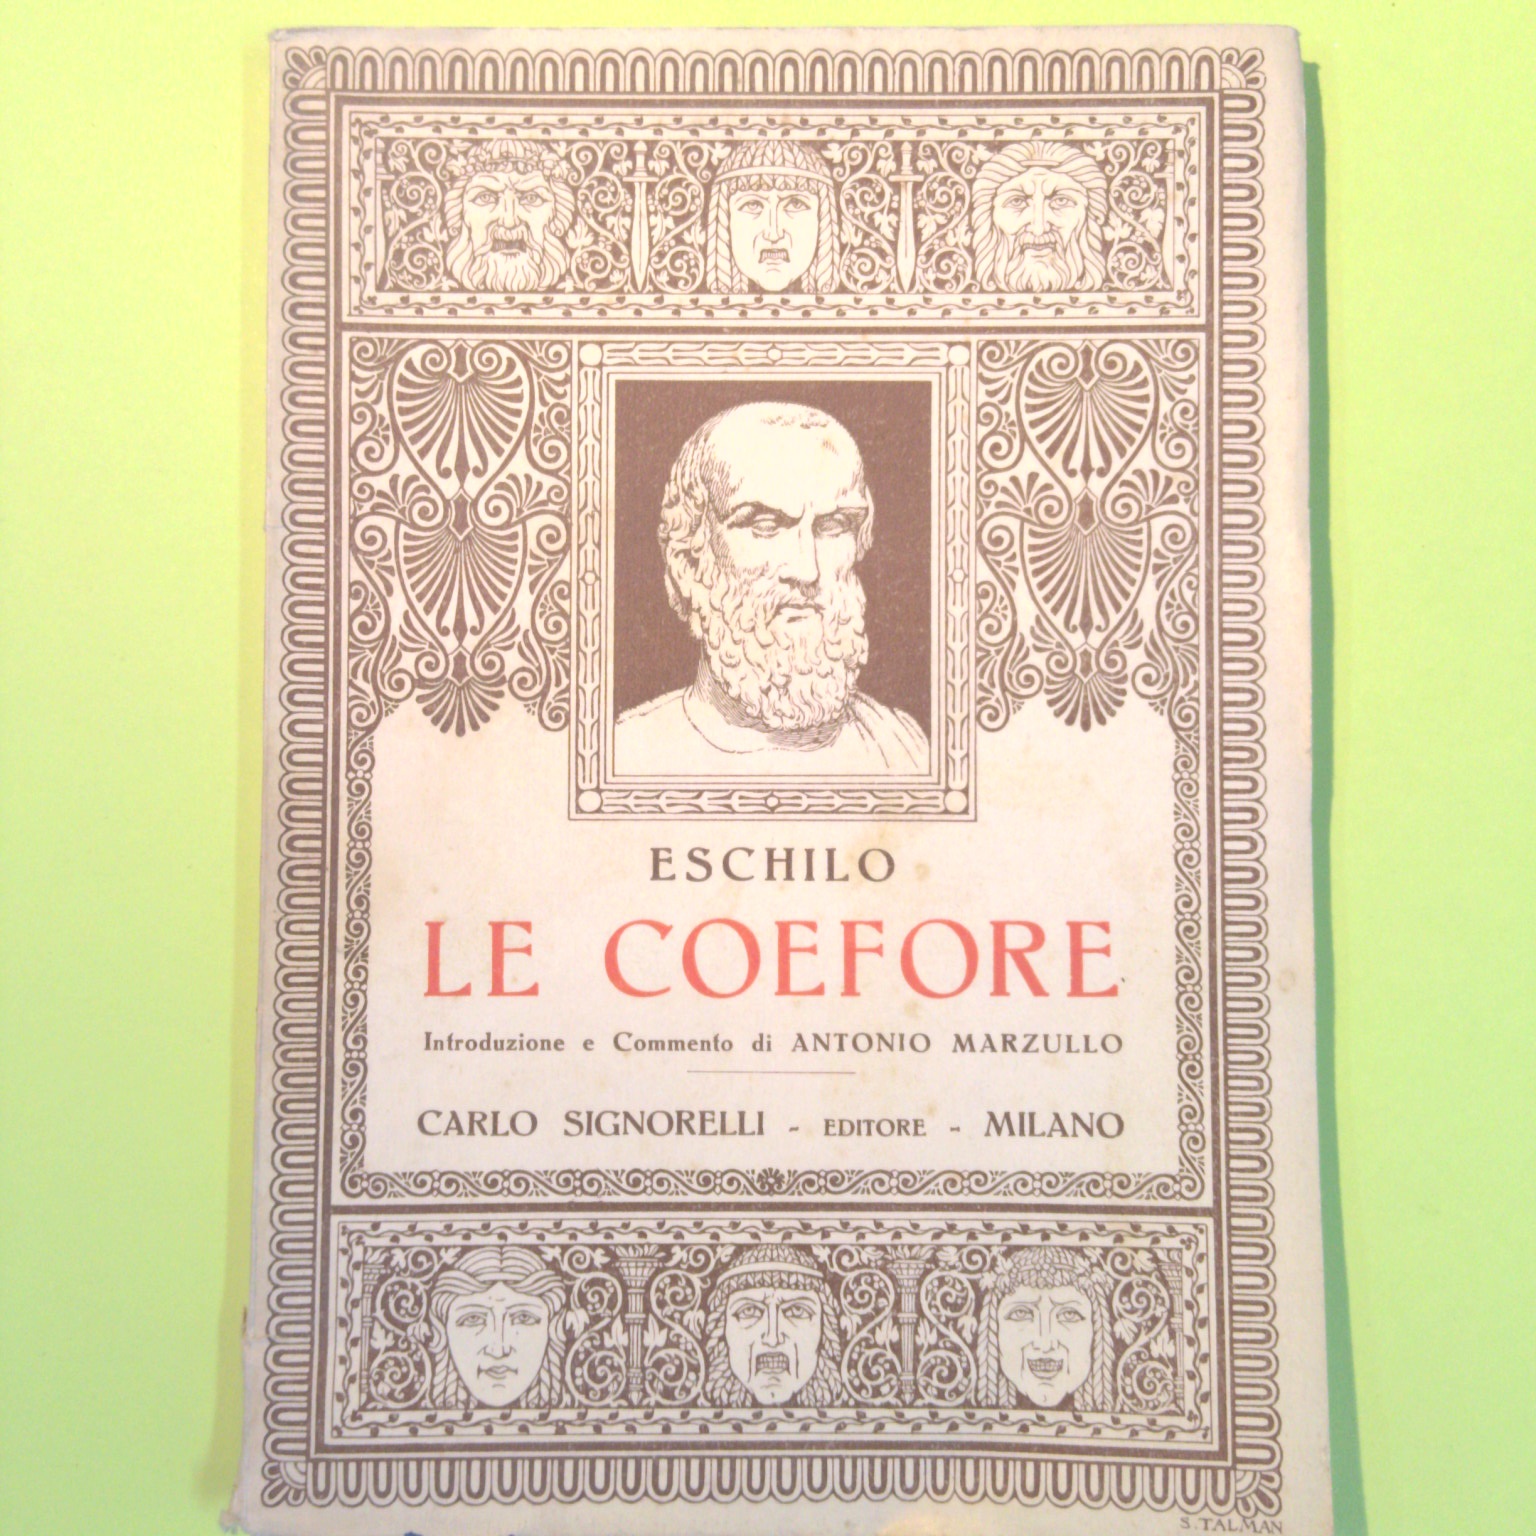 ESCHILO
LE COEFORE
Introduzione e Commento di ANTONIO MARZULLO
CARLO SIGNORELLI - EDITORE - MILANO
S. TALMAN